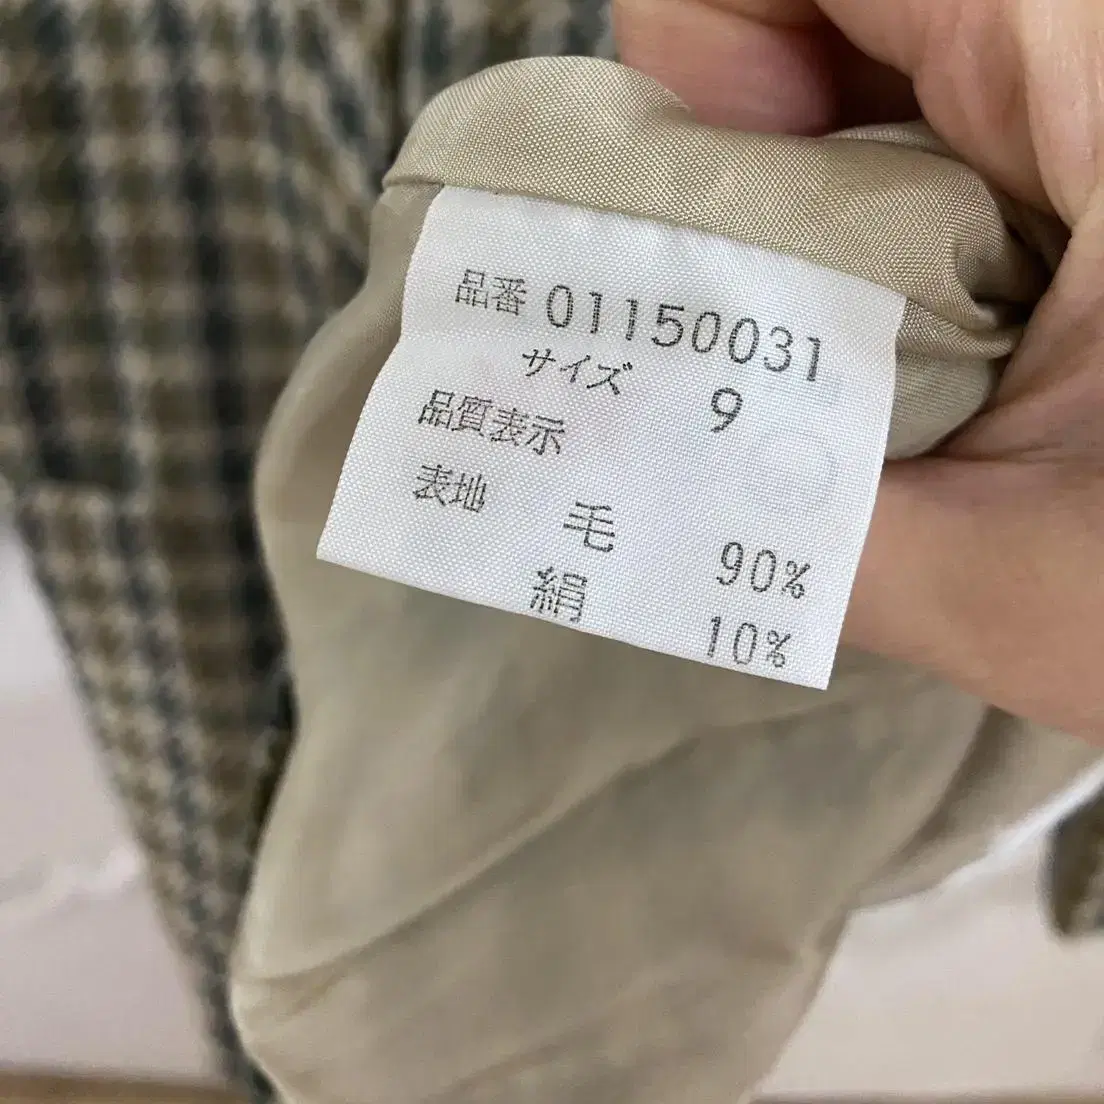 品番 01150031
サイズ 9
品質表示
表地 毛 90%
絹 10%